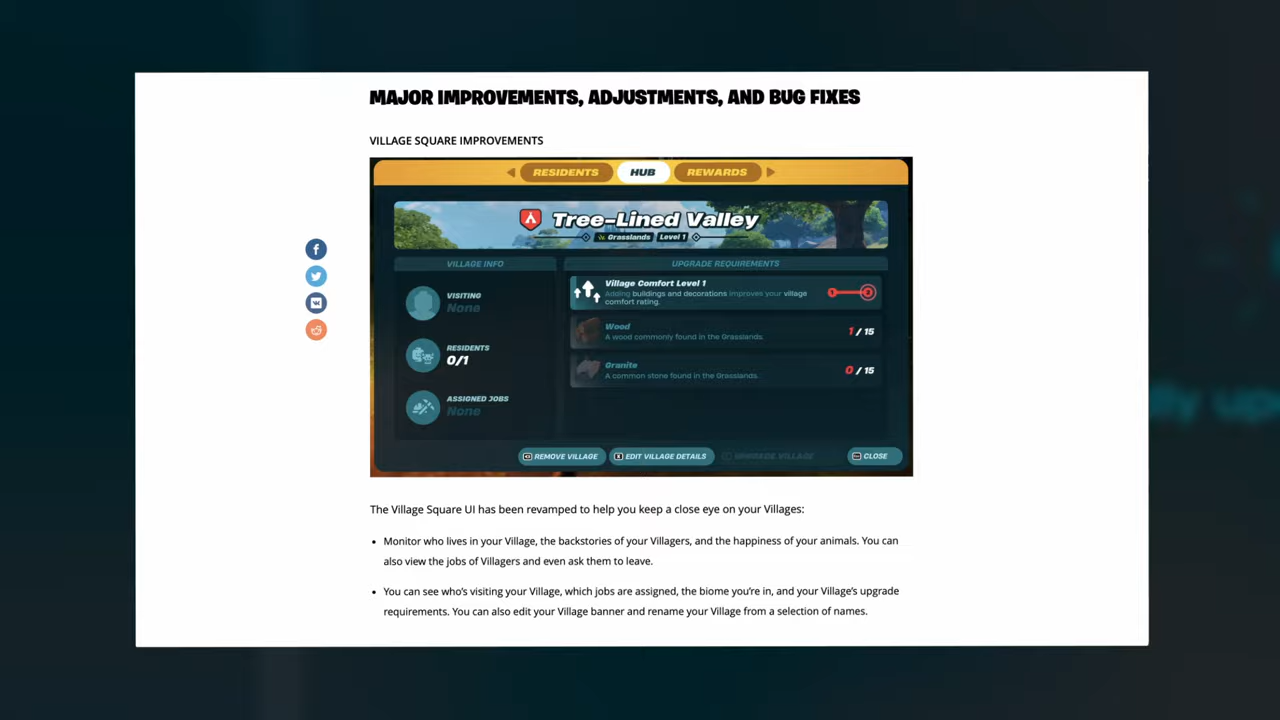 MAJOR IMPROVEMENTS, ADJUSTMENTS, AND BUG FIXES
VILLAGE SQUARE IMPROVEMENTS
RESIDENTS HUB REWARDS
Tree-Lined Valley
Grasslands Level 1
VILLAGE INFO
VISITING
None
RESIDENTS
0/1
ASSIGNED JOBS
None
UPGRADE REQUIREMENTS
Village Comfort Level 1
Adding buildings and decorations improves your village
comfort rating.
1 2
Wood
A wood commonly found in the Grasslands.
1 / 15
Granite
A common stone found in the Grasslands.
0 / 15
REMOVE VILLAGE EDIT VILLAGE DETAILS UPGRADE VILLAGE CLOSE
The Village Square UI has been revamped to help you keep a close eye on your Villages:
• Monitor who lives in your Village, the backstories of your Villagers, and the happiness of your animals. You can
also view the jobs of Villagers and even ask them to leave.
• You can see who's visiting your Village, which jobs are assigned, the biome you're in, and your Village's upgrade
requirements. You can also edit your Village banner and rename your Village from a selection of names.